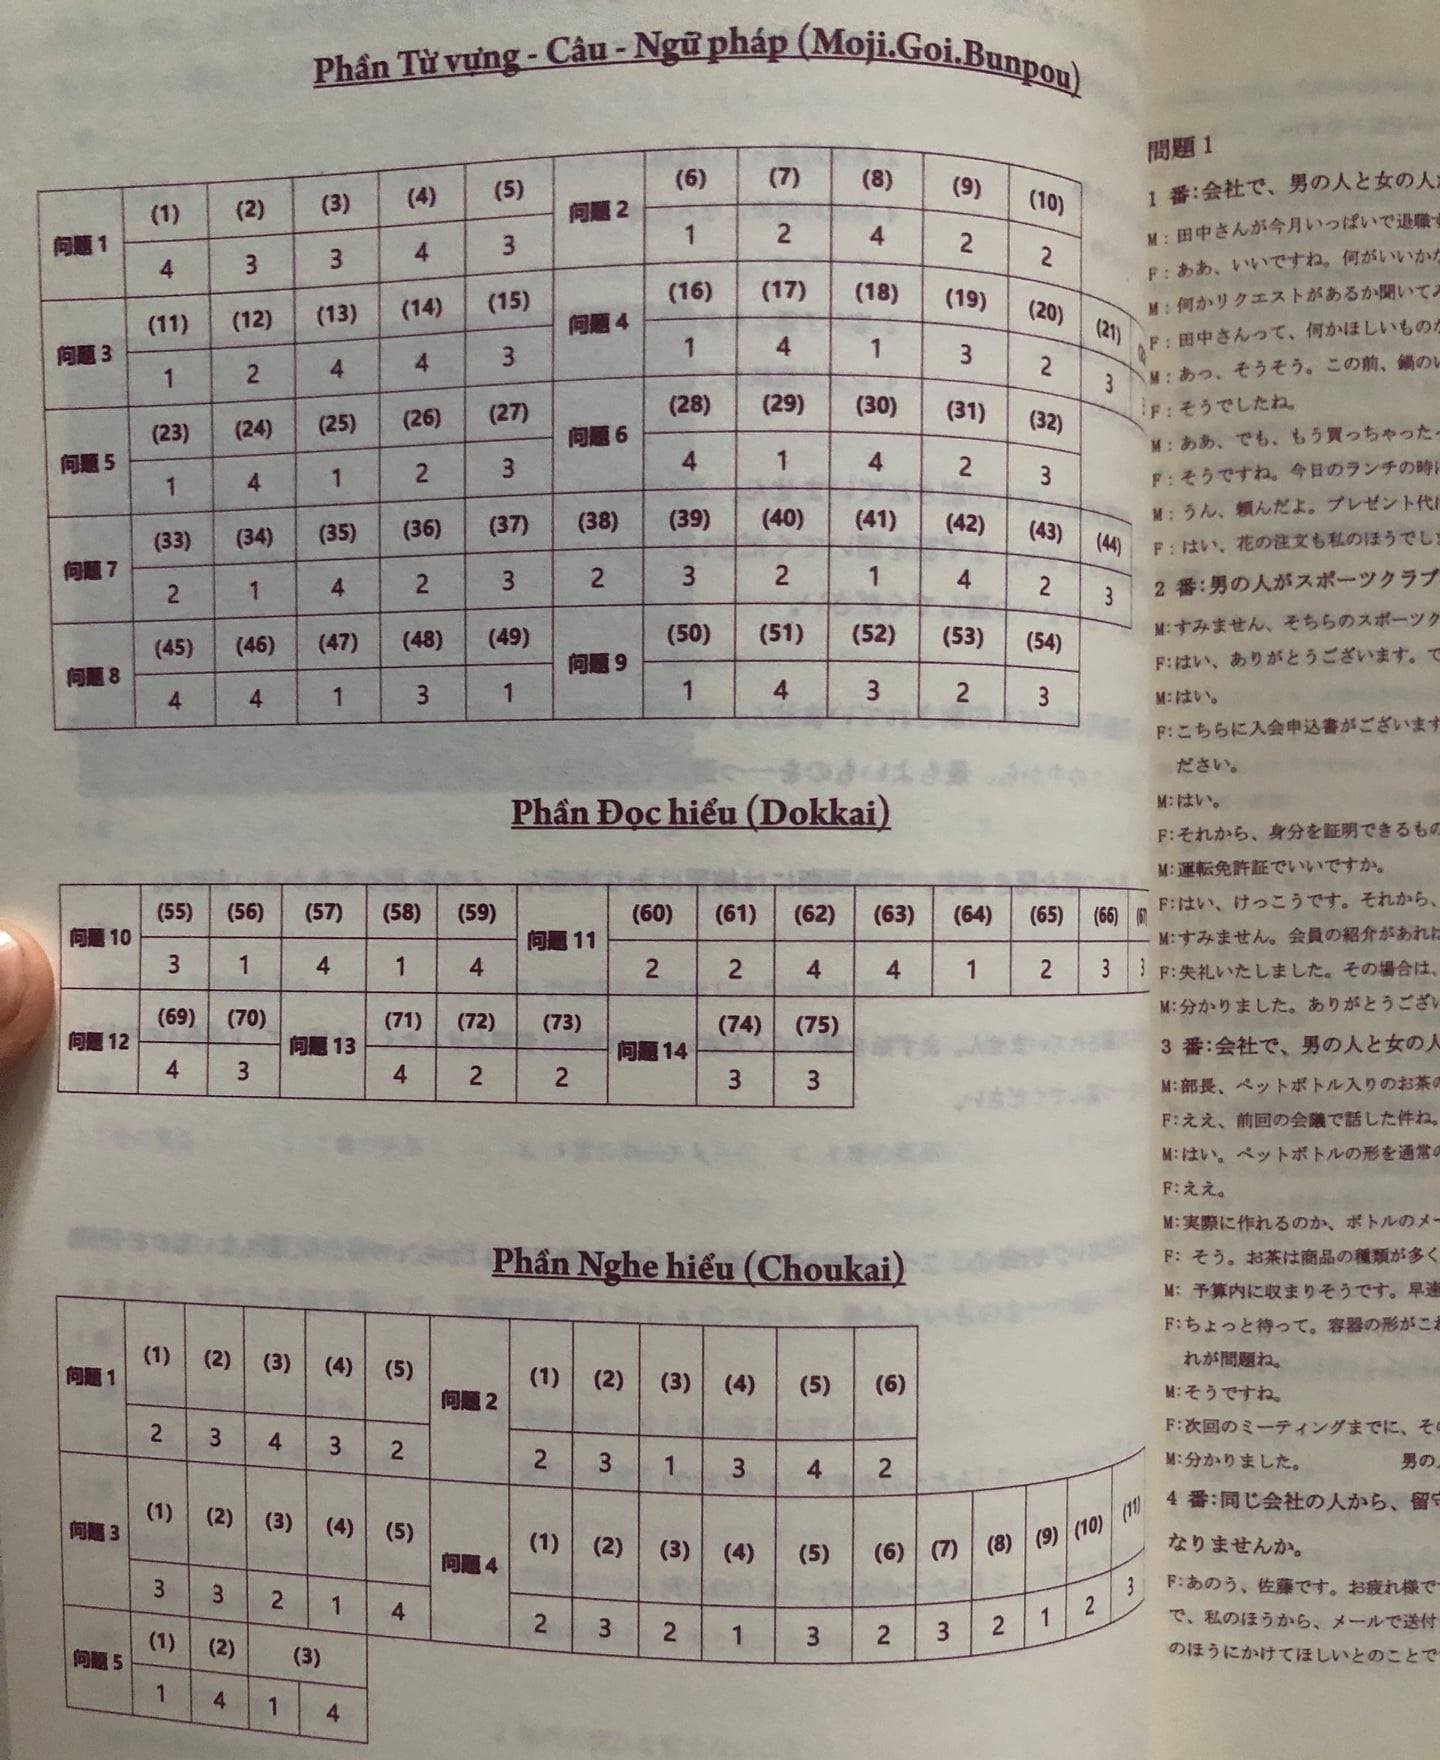 Phần Từ vựng - Câu - Ngữ pháp (Moji.Goi.Bunpou)
問題1 (1) (2) (3) (4) (5) 問題2 (6) (7) (8) (9) (10)
4 3 3 4 3 1 2 4 2 2
問題3 (11) (12) (13) (14) (15) 問題4 (16) (17) (18) (19) (20) (21)
1 2 4 4 3 1 4 1 3 2 3
問題5 (23) (24) (25) (26) (27) 問題6 (28) (29) (30) (31) (32)
1 4 1 2 3 4 1 4 2 3
問題7 (33) (34) (35) (36) (37) (38) (39) (40) (41) (42) (43) (44)
2 1 4 2 3 2 3 2 1 4 2 3
問題8 (45) (46) (47) (48) (49) 問題9 (50) (51) (52) (53) (54)
4 4 1 3 1 1 4 3 2 3
Phần Đọc hiểu (Dokkai)
問題10 (55) (56) (57) (58) (59) 問題11 (60) (61) (62) (63) (64) (65) (66) (67)
3 1 4 1 4 2 2 4 4 1 2 3 3
問題12 (69) (70) 問題13 (71) (72) (73) 問題14 (74) (75)
4 3 4 2 2 3 3
Phần Nghe hiểu (Choukai)
問題1 (1) (2) (3) (4) (5) 問題2 (1) (2) (3) (4) (5) (6)
2 3 4 3 2 2 3 1 3 4 2
問題3 (1) (2) (3) (4) (5) 問題4 (1) (2) (3) (4) (5) (6) (7) (8) (9) (10) (11)
3 3 2 1 4 2 3 2 1 3 2 3 2 1 2 3
問題5 (1) (2) (3)
1 4 1 4
問題1
1 番:会社で、男の人と女の人
M:田中さんが今月いっぱいで退職
F:ああ、いいですね。何がいいか
M:何かリクエストがあるか聞いて
F:田中さんって、何かほしいもの
M:あっ、そうそう。この前、鍋の
F:そうでしたね。
M:ああ、でも、もう買っちゃった
F:そうですね。今日のランチの時
M:うん、頼んだよ。プレゼント代
F:はい、花の注文も私のほうでし
2 番:男の人がスポーツクラブ
M:すみません、そちらのスポーツ
F:はい、ありがとうございます。
M:はい。
F:こちらに入会申込書がございます
ださい。
M:はい。
F:それから、身分を証明できるもの
M:運転免許証でいいですか。
F:はい、けっこうです。それから、
M:すみません。会員の紹介があれ
F:失礼いたしました。その場合は、
M:分かりました。ありがとうござ
3 番:会社で、男の人と女の人
M:部長、ペットボトル入りのお茶の
F:ええ、前回の会議で話した件ね。
M:はい。ペットボトルの形を通常の
F:ええ。
M:実際に作れるのか、ボトルのメー
F: そう。お茶は商品の種類が多く
M: 予算内に収まりそうです。早速
F:ちょっと待って。容器の形がこれ
れが問題ね。
M:そうですね。
F:次回のミーティングまでに、その
M:分かりました。 男の
4 番:同じ会社の人から、留守
なりませんか。
F:あのう、佐藤です。お疲れ様で
で、私のほうから、メールで送付
のほうにかけてほしいとのことで